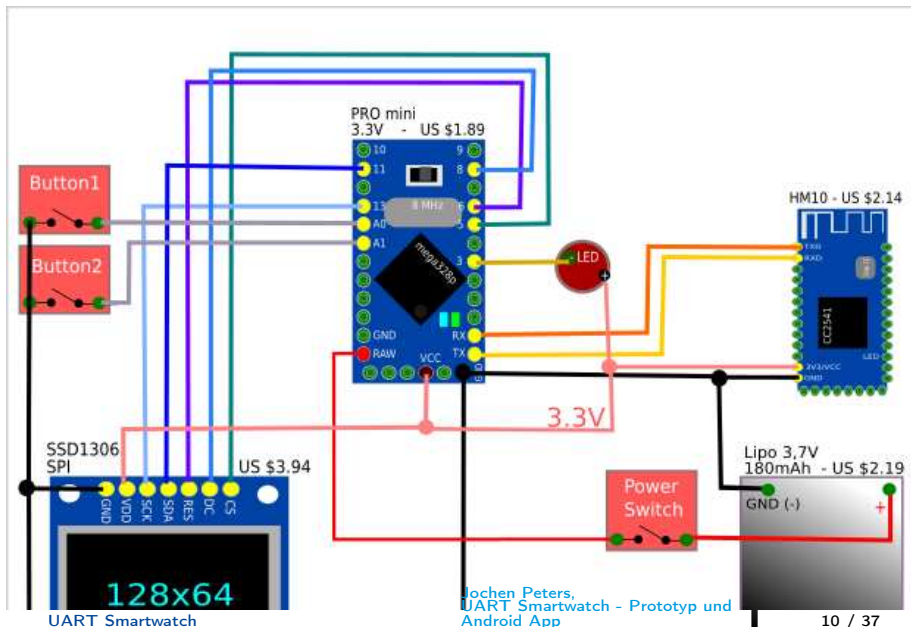 PRO mini
3.3V - US $1.89
10
9
11
8
13
8 MHz
6
A0
5
A1
3
mega328p
GND
RX
RAW
VCC
TX
Button1
Button2
LED
HM10 - US $2.14
TXD
RXD
CC2541
LED
3V3/VCC
GND
3.3V
SSD1306
SPI
US $3.94
GND
VDD
SCK
SDA
RES
DC
CS
128x64
Power
Switch
Lipo 3,7V
180mAh - US $2.19
GND (-)
+
Jochen Peters,
UART Smartwatch - Prototyp und
Android App
UART Smartwatch
10 / 37